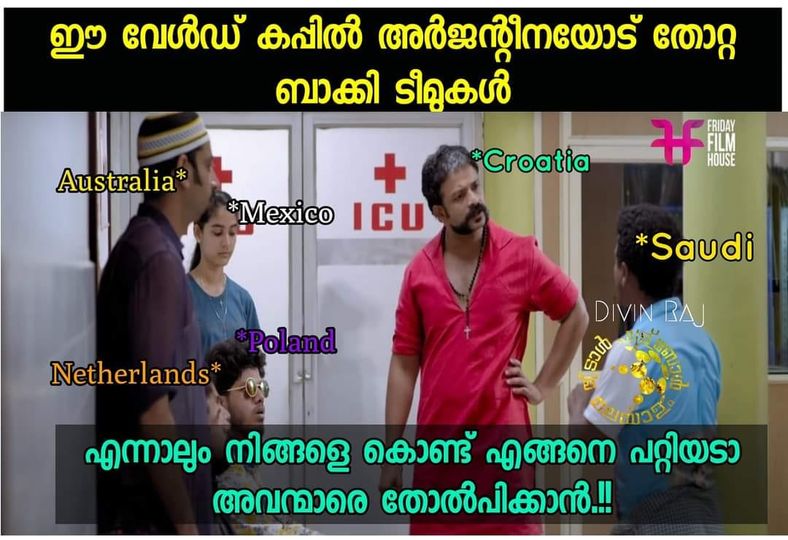 ഈ വേൾഡ് കപ്പിൽ അർജന്റീനയോട് തോറ്റ
ബാക്കി ടീമുകൾ
FRIDAY
FILM
HOUSE
*Croatia
Australia*
*Mexico
ICU
*Saudi
DIVIN RAJ
*Poland
Netherlands*
എന്നാലും നിങ്ങളെ കൊണ്ട് എങ്ങനെ പറ്റിയടാ
അവന്മാരെ തോൽപിക്കാൻ.!!